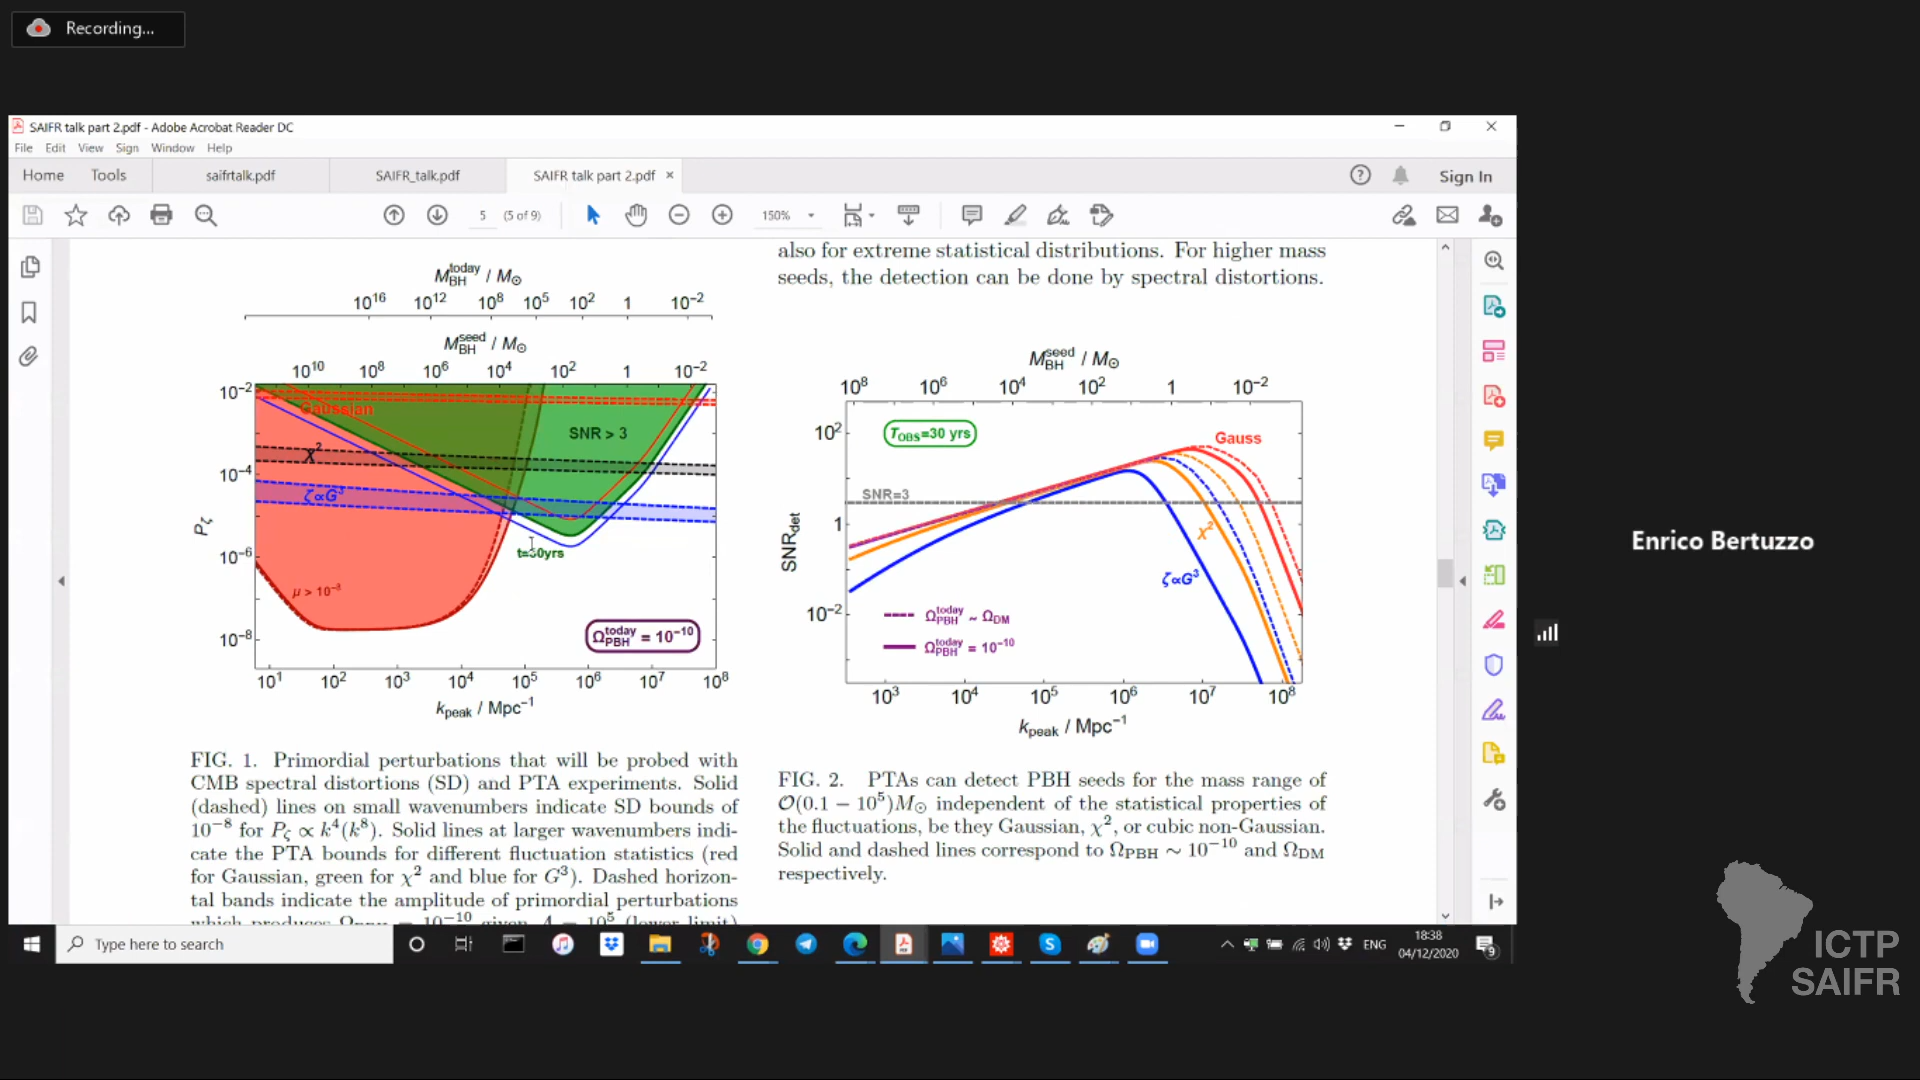 Recording...
SAIFR talk part 2.pdf - Adobe Acrobat Reader DC
File Edit View Sign Window Help
Home Tools saifrtalk.pdf SAIFR_talk.pdf SAIFR talk part 2.pdf × Sign In
5 (5 of 9) 150%
M_BH^today / M⊙
10^16 10^12 10^8 10^5 10^2 1 10^-2
M_BH^seed / M⊙
10^10 10^8 10^6 10^4 10^2 1 10^-2
10^-2
Gaussian
SNR > 3
χ^2
10^-4
ζ∝G^3
P_ζ
t=30yrs
10^-6
μ > 10^-8
10^-8
Ω_PBH^today = 10^-10
10^1 10^2 10^3 10^4 10^5 10^6 10^7 10^8
k_peak / Mpc^-1
FIG. 1. Primordial perturbations that will be probed with
CMB spectral distortions (SD) and PTA experiments. Solid
(dashed) lines on small wavenumbers indicate SD bounds of
10^-8 for P_ζ ∝ k^4(k^8). Solid lines at larger wavenumbers indi-
cate the PTA bounds for different fluctuation statistics (red
for Gaussian, green for χ^2 and blue for G^3). Dashed horizon-
tal bands indicate the amplitude of primordial perturbations
also for extreme statistical distributions. For higher mass
seeds, the detection can be done by spectral distortions.
M_BH^seed / M⊙
10^8 10^6 10^4 10^2 1 10^-2
10^2
T_OBS=30 yrs
Gauss
SNR=3
1
SNR_det
χ^2
ζ∝G^3
10^-2
Ω_PBH^today ~ Ω_DM
Ω_PBH^today = 10^-10
10^3 10^4 10^5 10^6 10^7 10^8
k_peak / Mpc^-1
FIG. 2. PTAs can detect PBH seeds for the mass range of
O(0.1 − 10^5)M⊙ independent of the statistical properties of
the fluctuations, be they Gaussian, χ^2, or cubic non-Gaussian.
Solid and dashed lines correspond to Ω_PBH ∼ 10^-10 and Ω_DM
respectively.
Enrico Bertuzzo
Type here to search
ENG
18:38
04/12/2020
9
ICTP
SAIFR